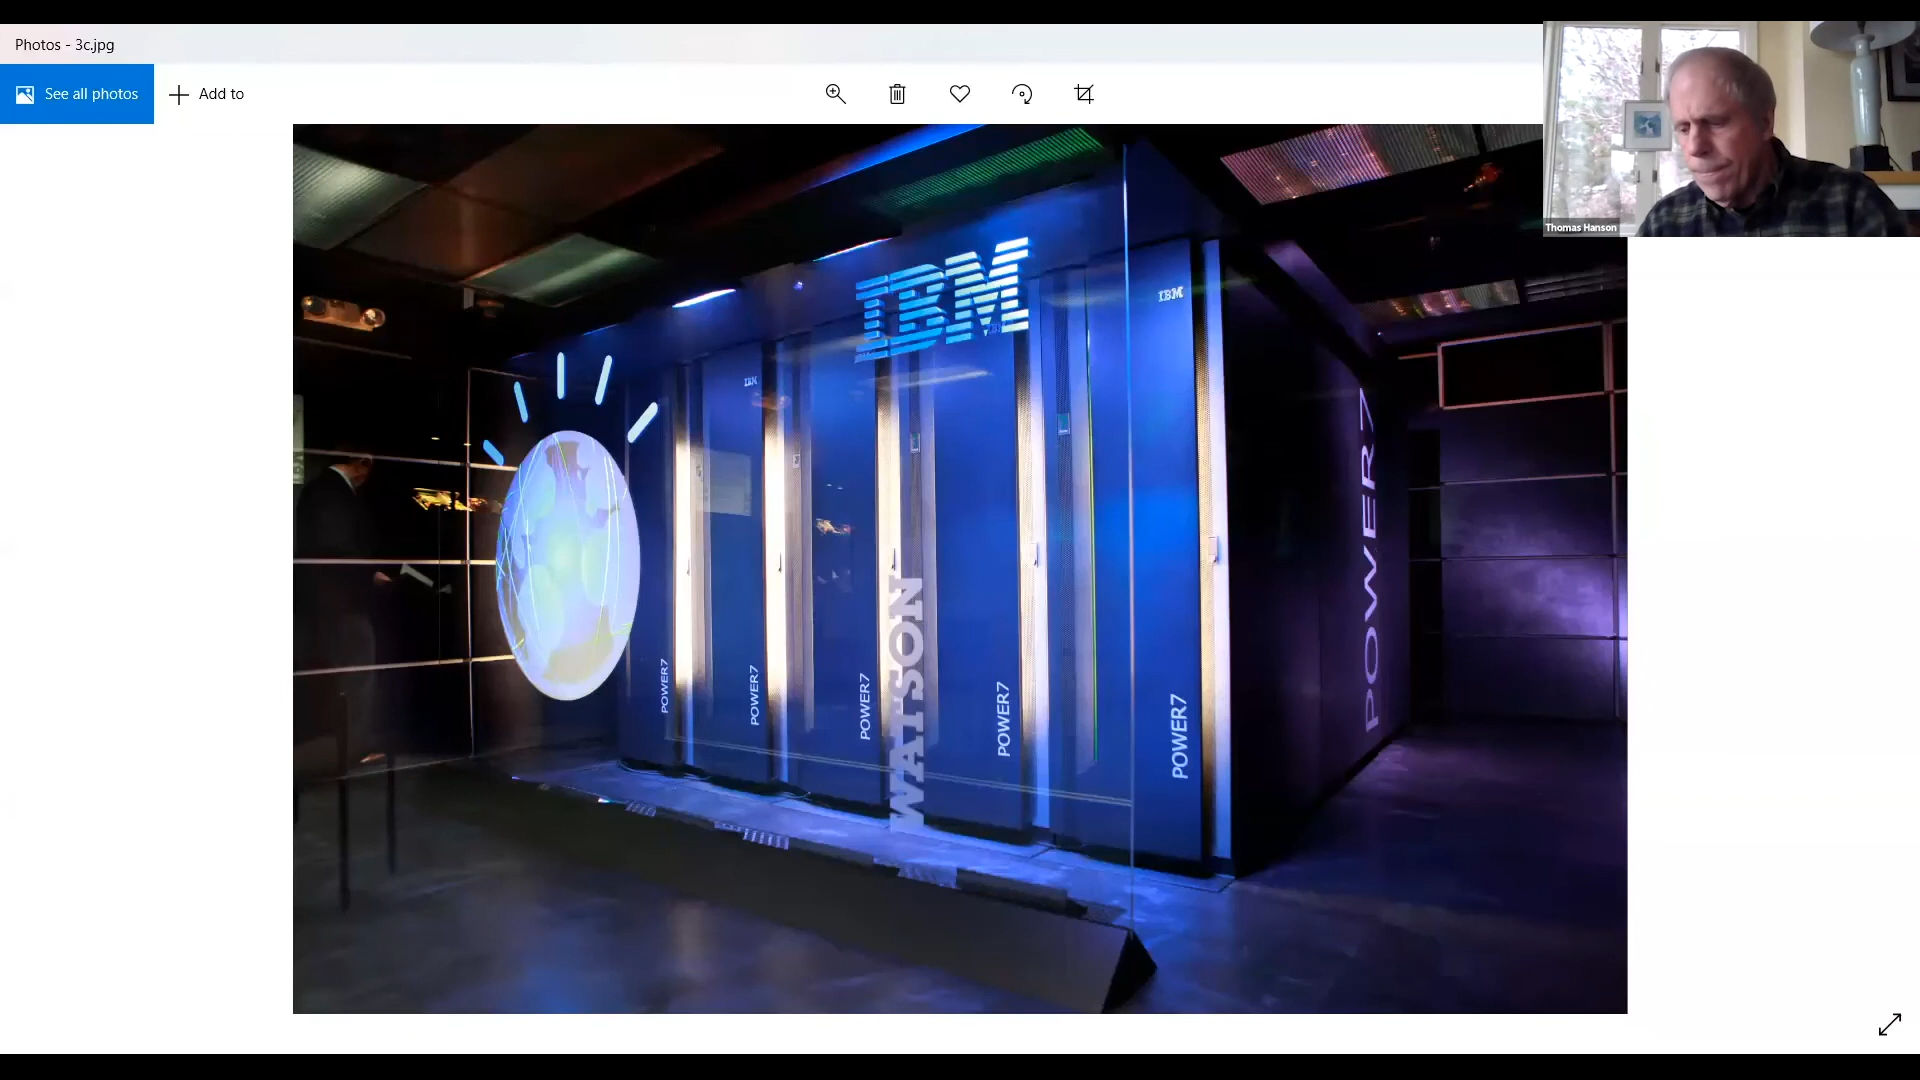 Photos - 3c.jpg
See all photos
Add to
Thomas Hanson
IBM
IBM
IBM
POWER7
POWER7
POWER7
WATSON
POWER7
POWER7
POWER7